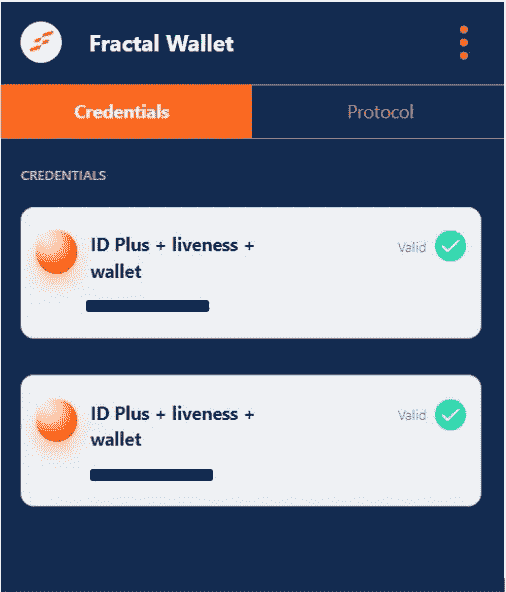 Fractal Wallet
Credentials
Protocol
CREDENTIALS
ID Plus + liveness +
wallet
Valid
ID Plus + liveness +
wallet
Valid